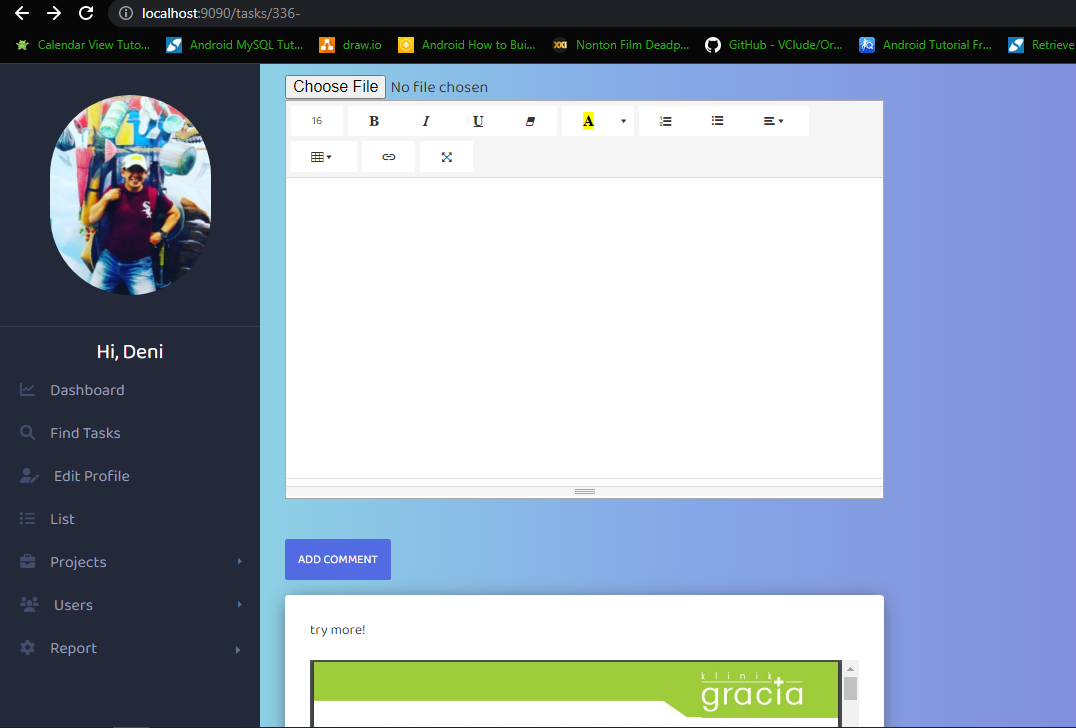 localhost:9090/tasks/336-
Calendar View Tuto... Android MySQL Tut... draw.io Android How to Bui... Nonton Film Deadp... GitHub - VClude/Or... Android Tutorial Fr... Retrieve
Choose File No file chosen
16 B I U A
Hi, Deni
Dashboard
Find Tasks
Edit Profile
List
Projects
Users
Report
ADD COMMENT
try more!
klinik
gracia